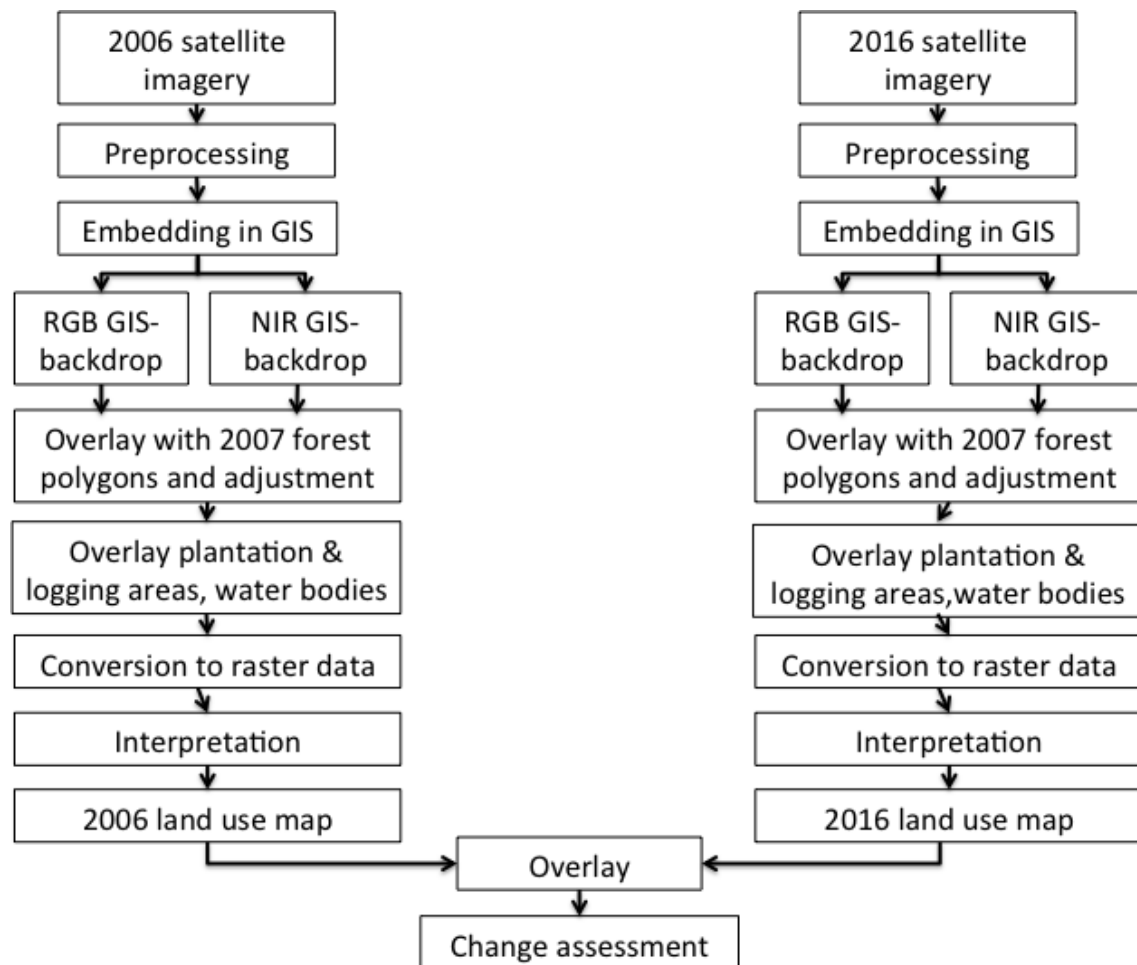 2006 satellite
imagery
Preprocessing
Embedding in GIS
RGB GIS-
backdrop
NIR GIS-
backdrop
Overlay with 2007 forest
polygons and adjustment
Overlay plantation &
logging areas, water bodies
Conversion to raster data
Interpretation
2006 land use map
2016 satellite
imagery
Preprocessing
Embedding in GIS
RGB GIS-
backdrop
NIR GIS-
backdrop
Overlay with 2007 forest
polygons and adjustment
Overlay plantation &
logging areas,water bodies
Conversion to raster data
Interpretation
2016 land use map
Overlay
Change assessment